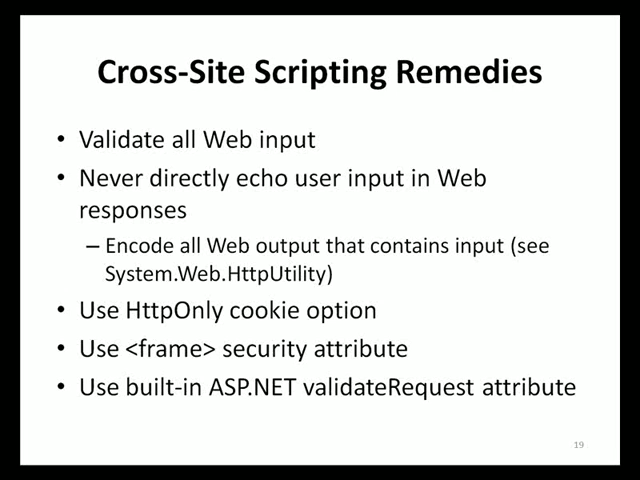 Cross-Site Scripting Remedies
• Validate all Web input
• Never directly echo user input in Web
responses
– Encode all Web output that contains input (see
System.Web.HttpUtility)
• Use HttpOnly cookie option
• Use <frame> security attribute
• Use built-in ASP.NET validateRequest attribute
19